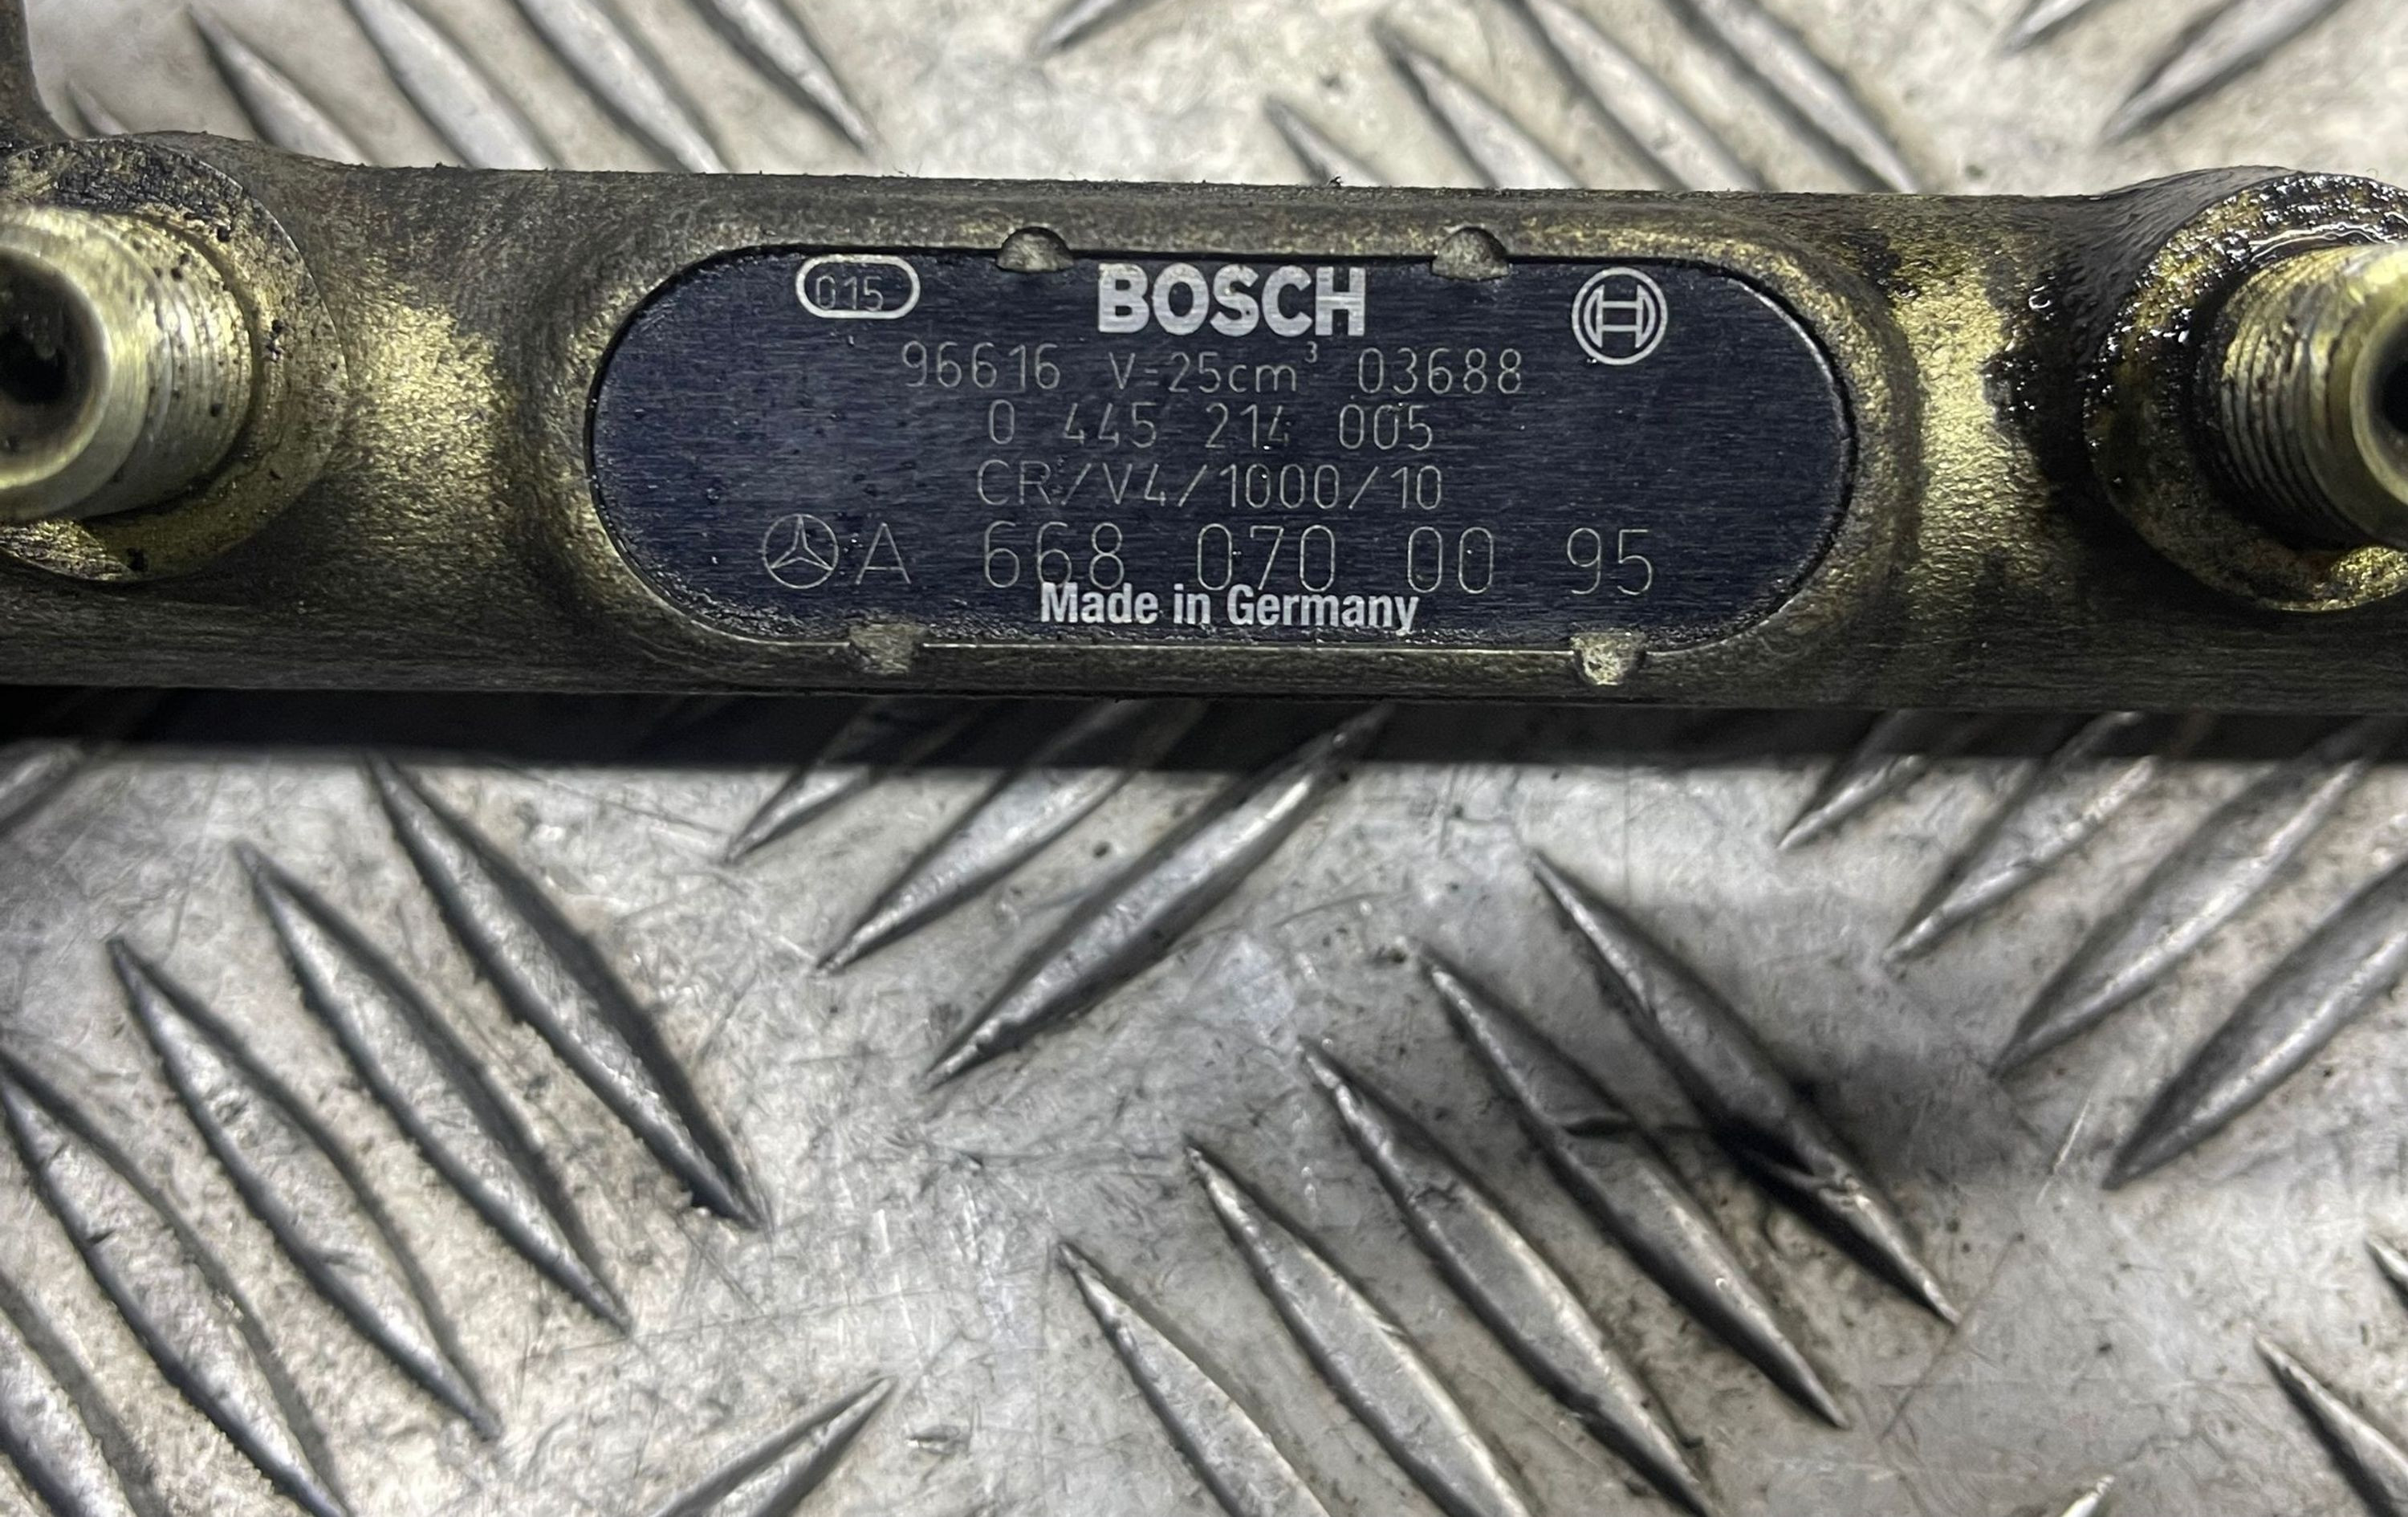 015 BOSCH
96616 V=25cm³ 03688
0 445 214 005
CR/V4/1000/10
A 668 070 00 95
Made in Germany